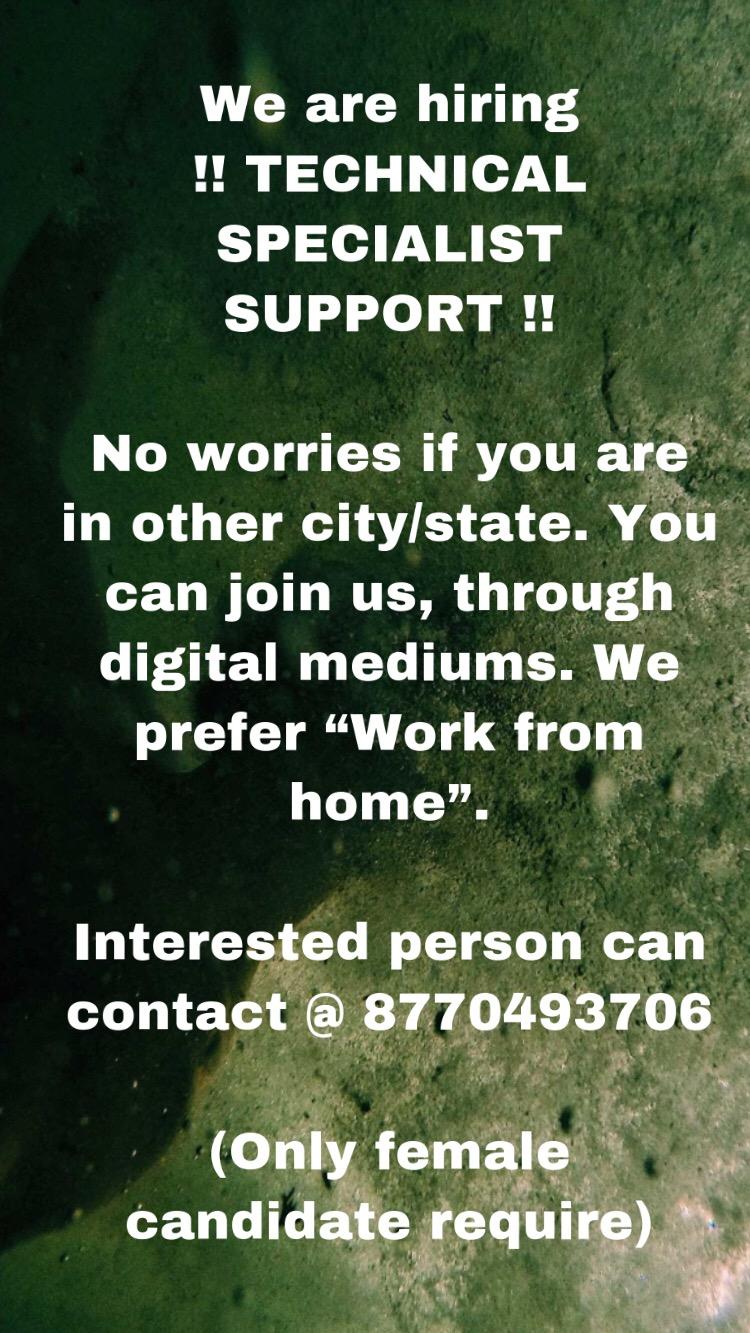 We are hiring
!! TECHNICAL
SPECIALIST
SUPPORT !!
No worries if you are
in other city/state. You
can join us, through
digital mediums. We
prefer “Work from
home”.
Interested person can
contact @ 8770493706
(Only female
candidate require)